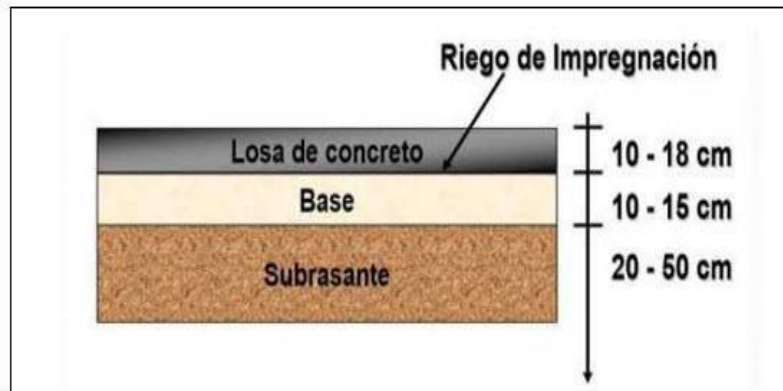 Riego de Impregnación
Losa de concreto
10 - 18 cm
Base
10 - 15 cm
Subrasante
20 - 50 cm